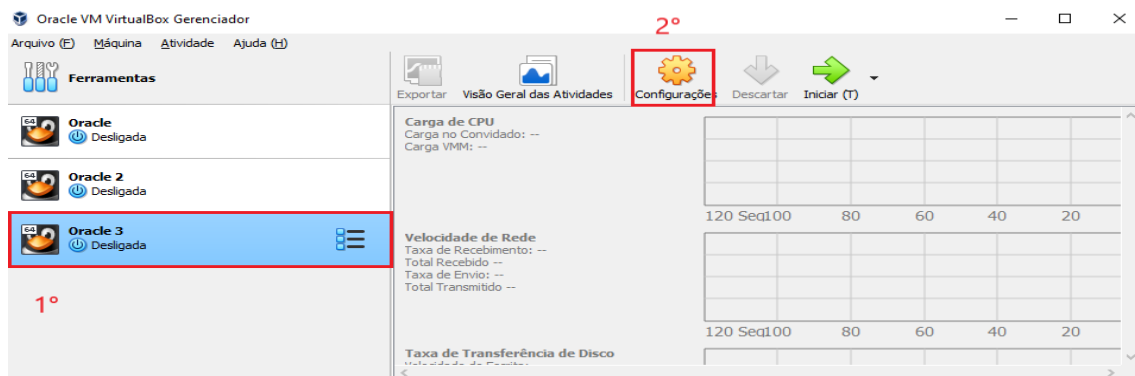 Oracle VM VirtualBox Gerenciador
2°
Arquivo (F) Máquina Atividade Ajuda (H)
Ferramentas
Exportar Visão Geral das Atividades Configurações Descartar Iniciar (T)
64 Oracle
Desligada
64 Oracle 2
Desligada
64 Oracle 3
Desligada
1°
Carga de CPU
Carga no Convidado: --
Carga VMM: --
120 Seg100 80 60 40 20
Velocidade de Rede
Taxa de Recebimento: --
Total Recebido --
Taxa de Envio: --
Total Transmitido --
120 Seg100 80 60 40 20
Taxa de Transferência de Disco